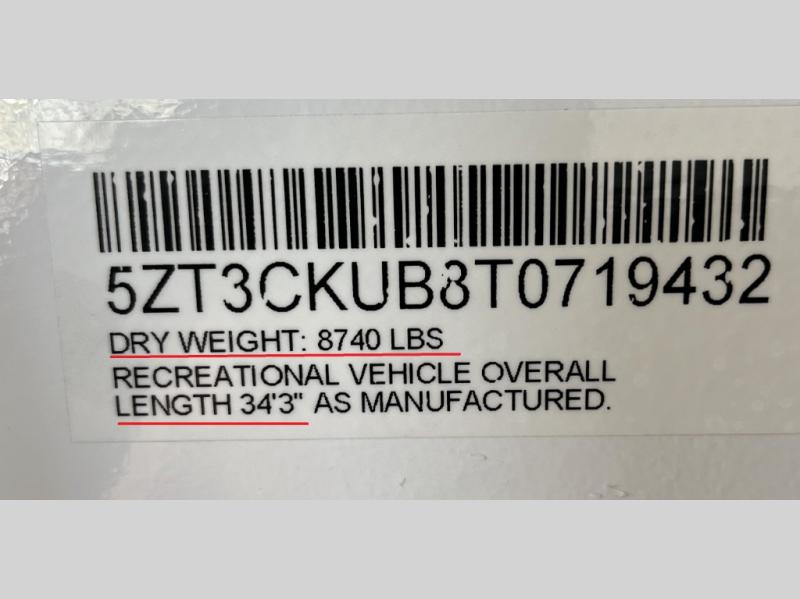 5ZT3CKUB8T0719432
DRY WEIGHT: 8740 LBS
RECREATIONAL VEHICLE OVERALL
LENGTH 34'3" AS MANUFACTURED.